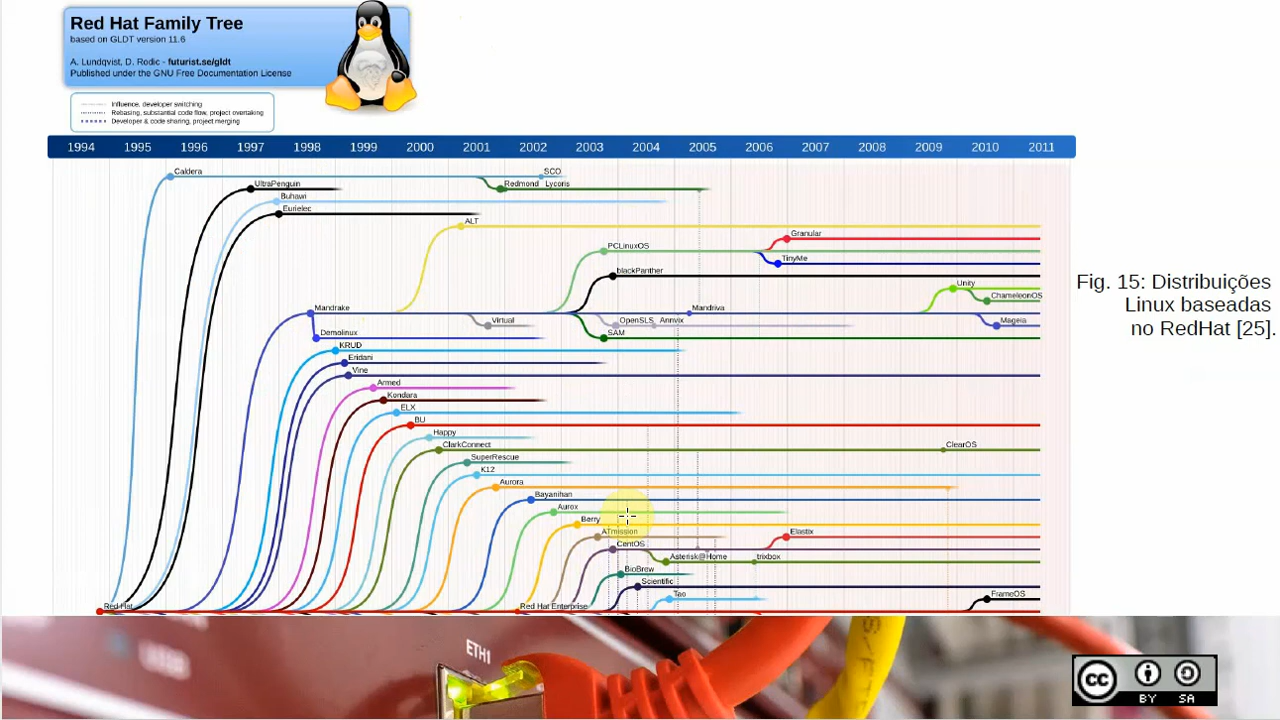 Red Hat Family Tree
based on GLDT version 11.6
A. Lundqvist, D. Rodic - futurist.se/gldt
Published under the GNU Free Documentation License
Influence, developer switching
Rebasing, substantial code flow, project overtaking
Developer & code sharing, project merging
1994 1995 1996 1997 1998 1999 2000 2001 2002 2003 2004 2005 2006 2007 2008 2009 2010 2011
Caldera SCO
UltraPenguin Redmond Lycoris
Buhawi
Eurielec
ALT
Granular
PCLinuxOS
TinyMe
blackPanther
Unity
ChameleonOS
Mandrake Mandriva
Virtual OpenSLS Annvix Mageia
Demolinux SAM
KRUD
Eridani
Vine
Armed
Kondara
ELX
BU
Happy
ClarkConnect ClearOS
SuperRescue
K12
Aurora
Bayanihan
Aurox
Berry
ATmission Elastix
CentOS
Asterisk@Home trixbox
BioBrew
Scientific
Tao FrameOS
Red Hat Red Hat Enterprise
Fig. 15: Distribuições
Linux baseadas
no RedHat [25].
ETH1
cc BY SA